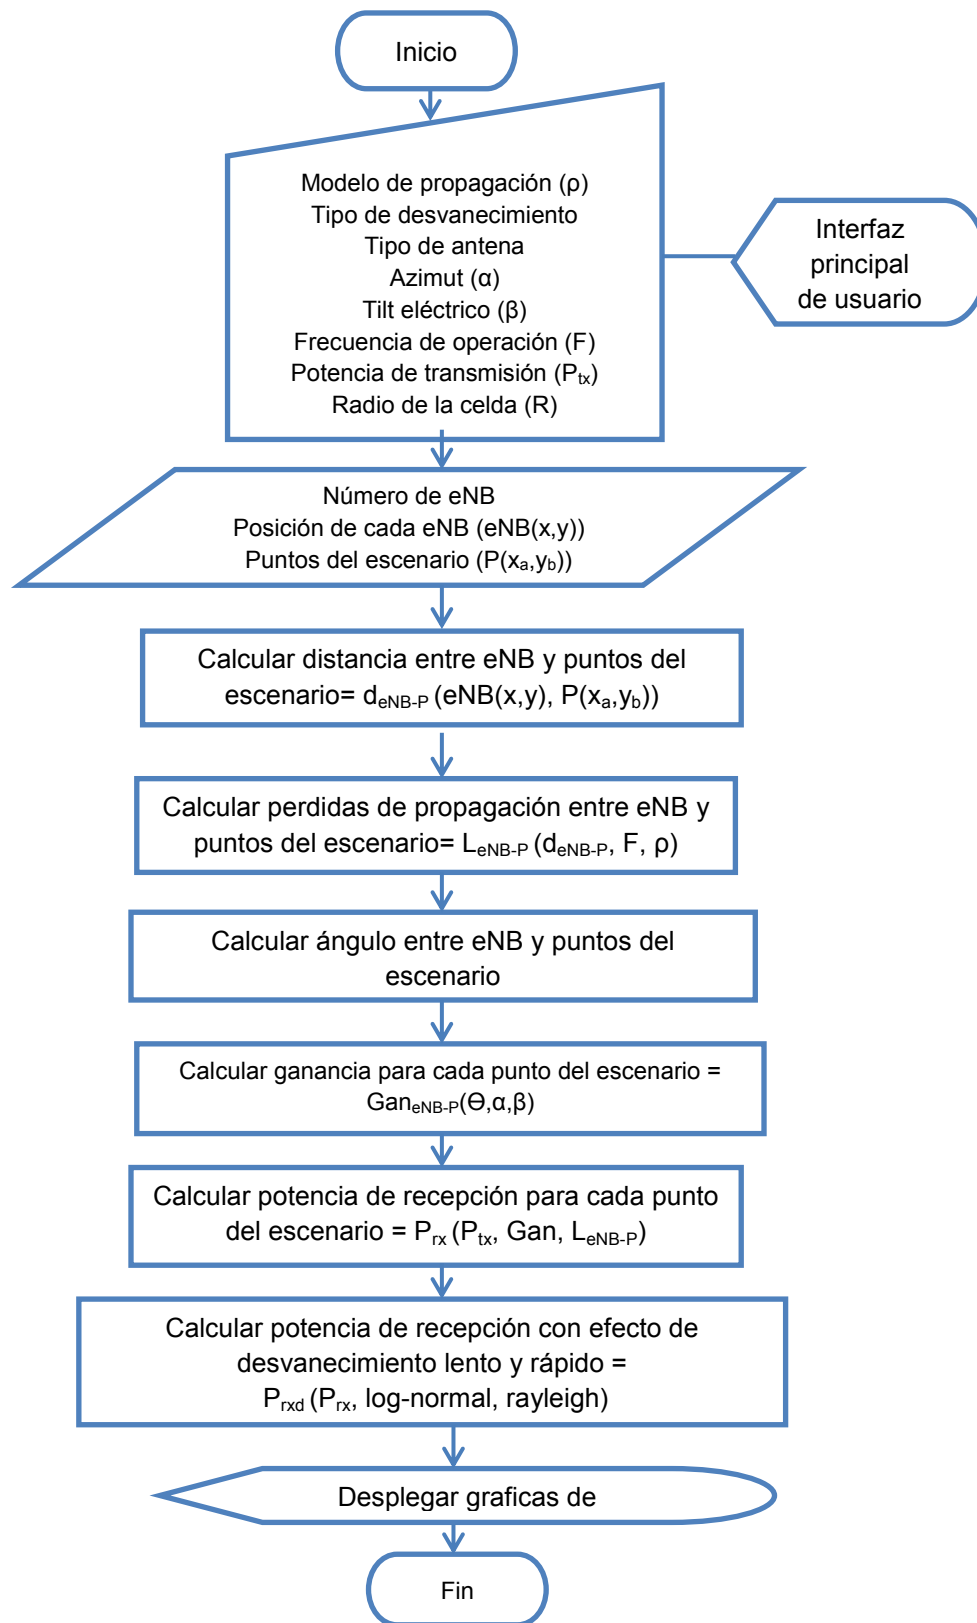 Inicio
Modelo de propagación (ρ)
Tipo de desvanecimiento
Tipo de antena
Azimut (α)
Tilt eléctrico (β)
Frecuencia de operación (F)
Potencia de transmisión (Ptx)
Radio de la celda (R)
Interfaz
principal
de usuario
Número de eNB
Posición de cada eNB (eNB(x,y))
Puntos del escenario (P(xa,yb))
Calcular distancia entre eNB y puntos del
escenario= deNB-P (eNB(x,y), P(xa,yb))
Calcular perdidas de propagación entre eNB y
puntos del escenario= LeNB-P (deNB-P, F, ρ)
Calcular ángulo entre eNB y puntos del
escenario
Calcular ganancia para cada punto del escenario =
GaneNB-P(Ɵ,α,β)
Calcular potencia de recepción para cada punto
del escenario = Prx (Ptx, Gan, LeNB-P)
Calcular potencia de recepción con efecto de
desvanecimiento lento y rápido =
Prxd (Prx, log-normal, rayleigh)
Desplegar graficas de
Fin